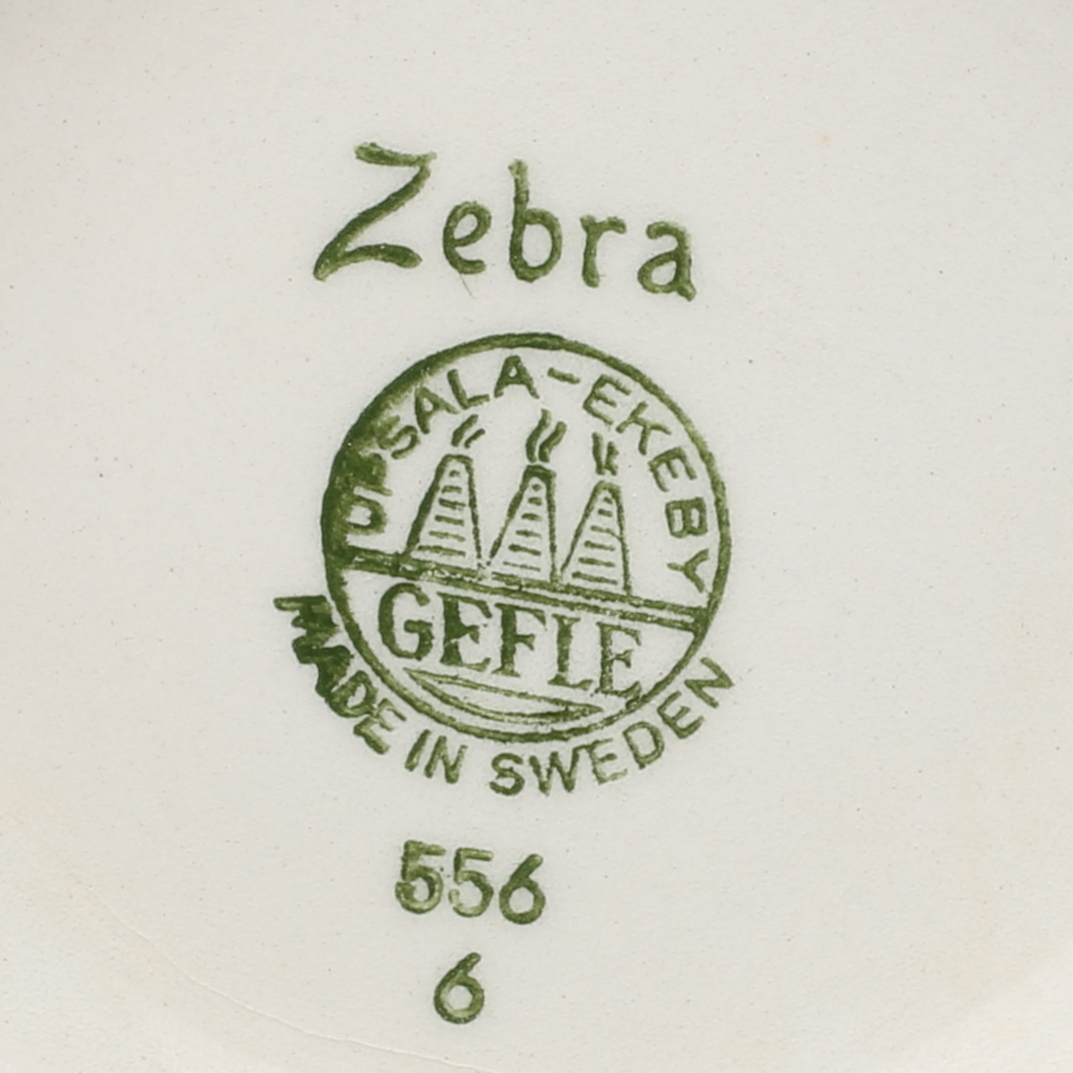 Zebra
UPSALA-EKEBY
GEFLE
MADE IN SWEDEN
556
6